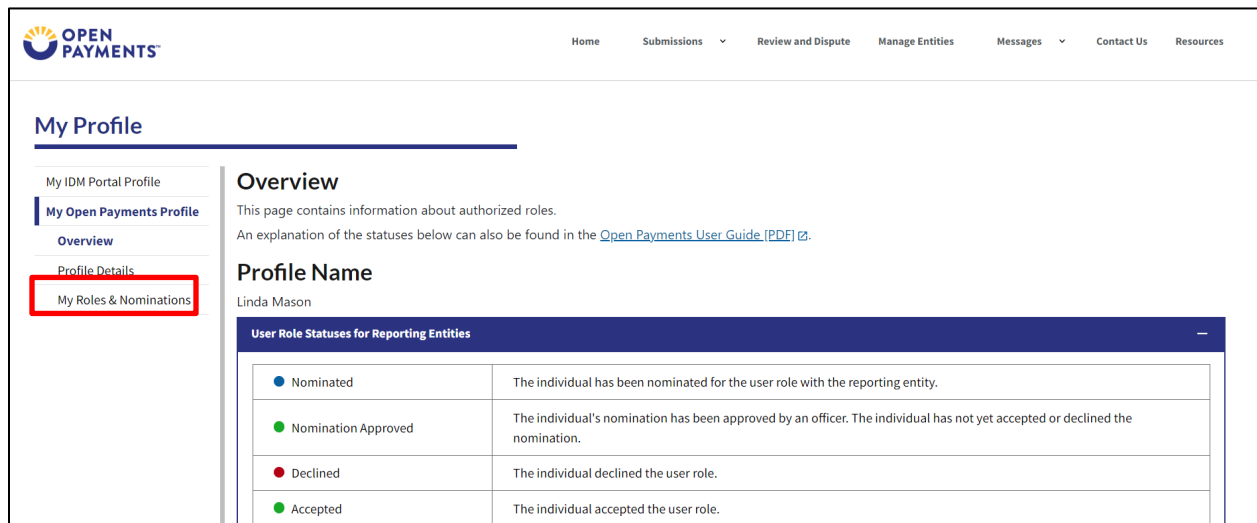 OPEN
PAYMENTS™
Home Submissions Review and Dispute Manage Entities Messages Contact Us Resources
My Profile
My IDM Portal Profile
My Open Payments Profile
Overview
Profile Details
My Roles & Nominations
Overview
This page contains information about authorized roles.
An explanation of the statuses below can also be found in the Open Payments User Guide [PDF].
Profile Name
Linda Mason
User Role Statuses for Reporting Entities
Nominated The individual has been nominated for the user role with the reporting entity.
Nomination Approved The individual's nomination has been approved by an officer. The individual has not yet accepted or declined the
nomination.
Declined The individual declined the user role.
Accepted The individual accepted the user role.